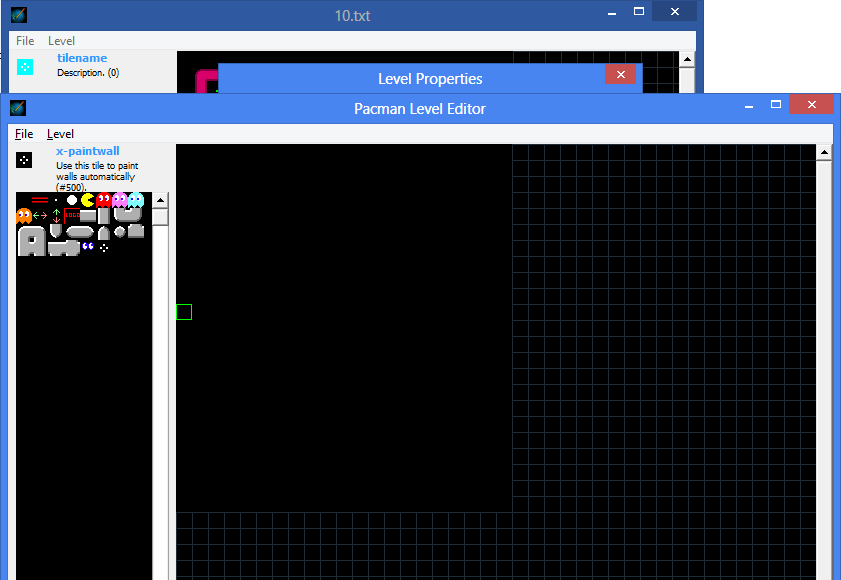 10.txt
File Level
tilename
Description. (0)
Level Properties
Pacman Level Editor
File Level
x-paintwall
Use this tile to paint
walls automatically
(#500).